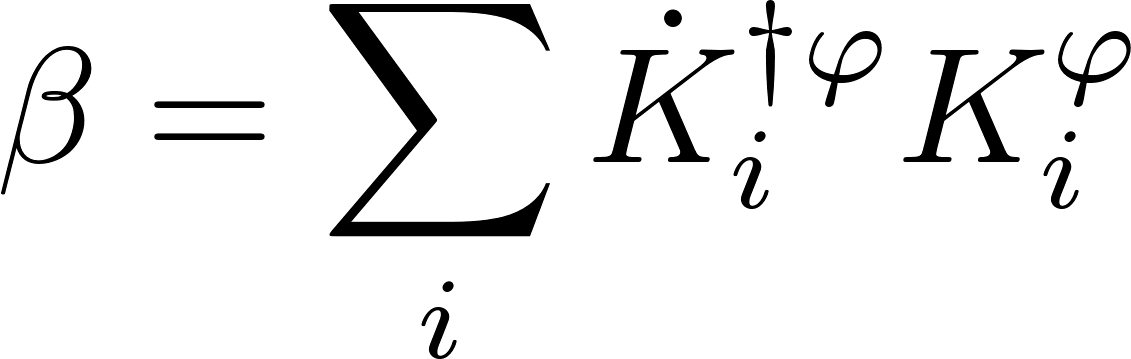 β = ∑_i K̇_i^{†φ} K_i^φ